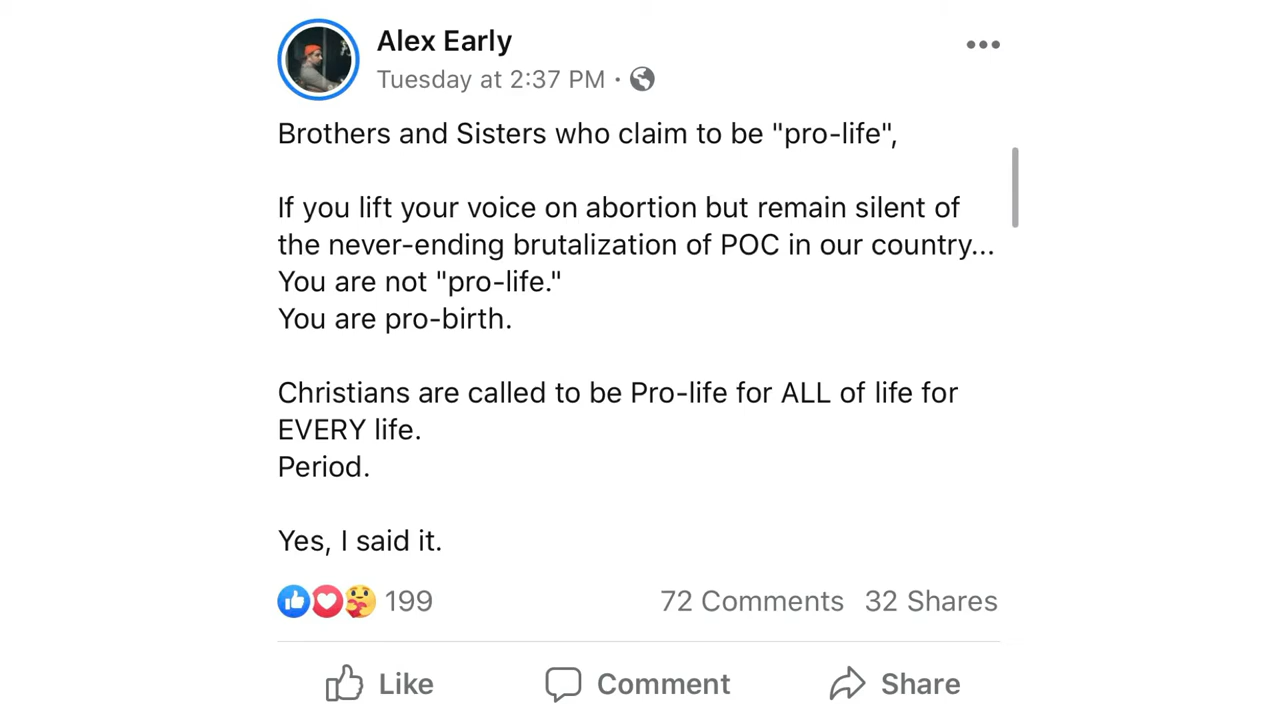 Alex Early
Tuesday at 2:37 PM ·
Brothers and Sisters who claim to be "pro-life",
If you lift your voice on abortion but remain silent of
the never-ending brutalization of POC in our country...
You are not "pro-life."
You are pro-birth.
Christians are called to be Pro-life for ALL of life for
EVERY life.
Period.
Yes, I said it.
199 72 Comments 32 Shares
Like Comment Share